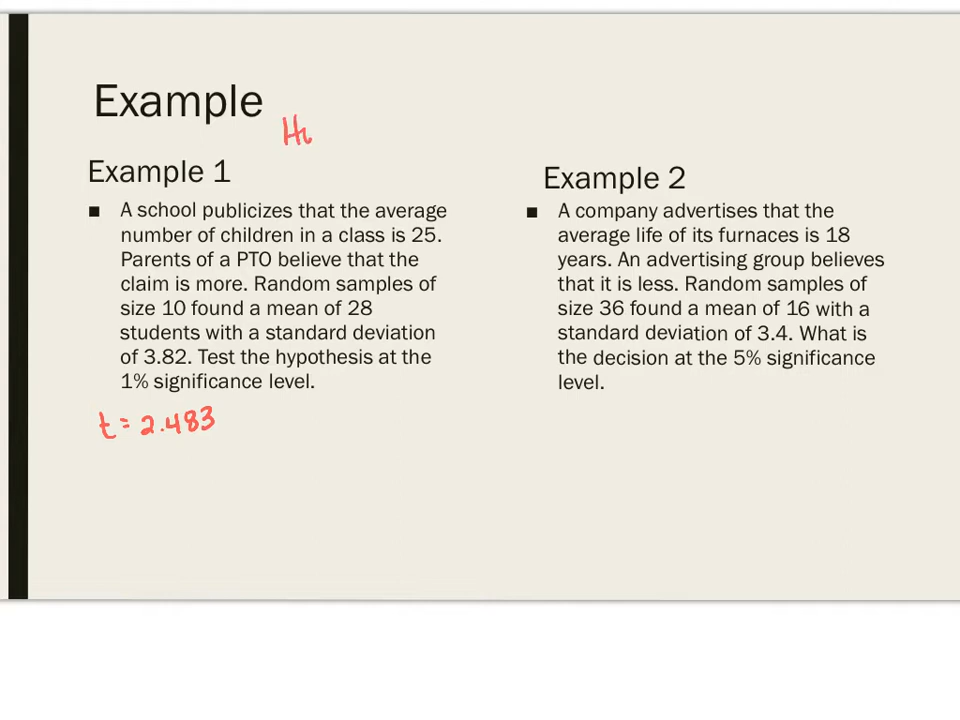 Example
Hi
Example 1
■ A school publicizes that the average
number of children in a class is 25.
Parents of a PTO believe that the
claim is more. Random samples of
size 10 found a mean of 28
students with a standard deviation
of 3.82. Test the hypothesis at the
1% significance level.
t = 2.483
Example 2
■ A company advertises that the
average life of its furnaces is 18
years. An advertising group believes
that it is less. Random samples of
size 36 found a mean of 16 with a
standard deviation of 3.4. What is
the decision at the 5% significance
level.